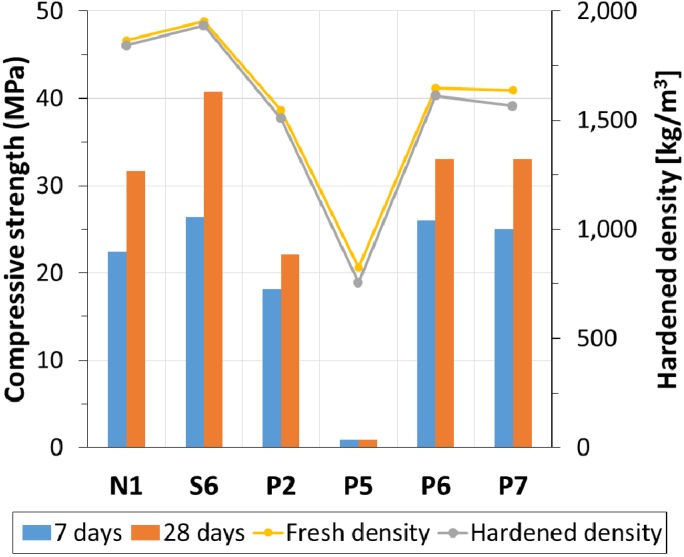 Compressive strength (MPa)
50
40
30
20
10
0
2,000
1,500
1,000
500
0
Hardened density [kg/m³]
N1 S6 P2 P5 P6 P7
7 days 28 days Fresh density Hardened density